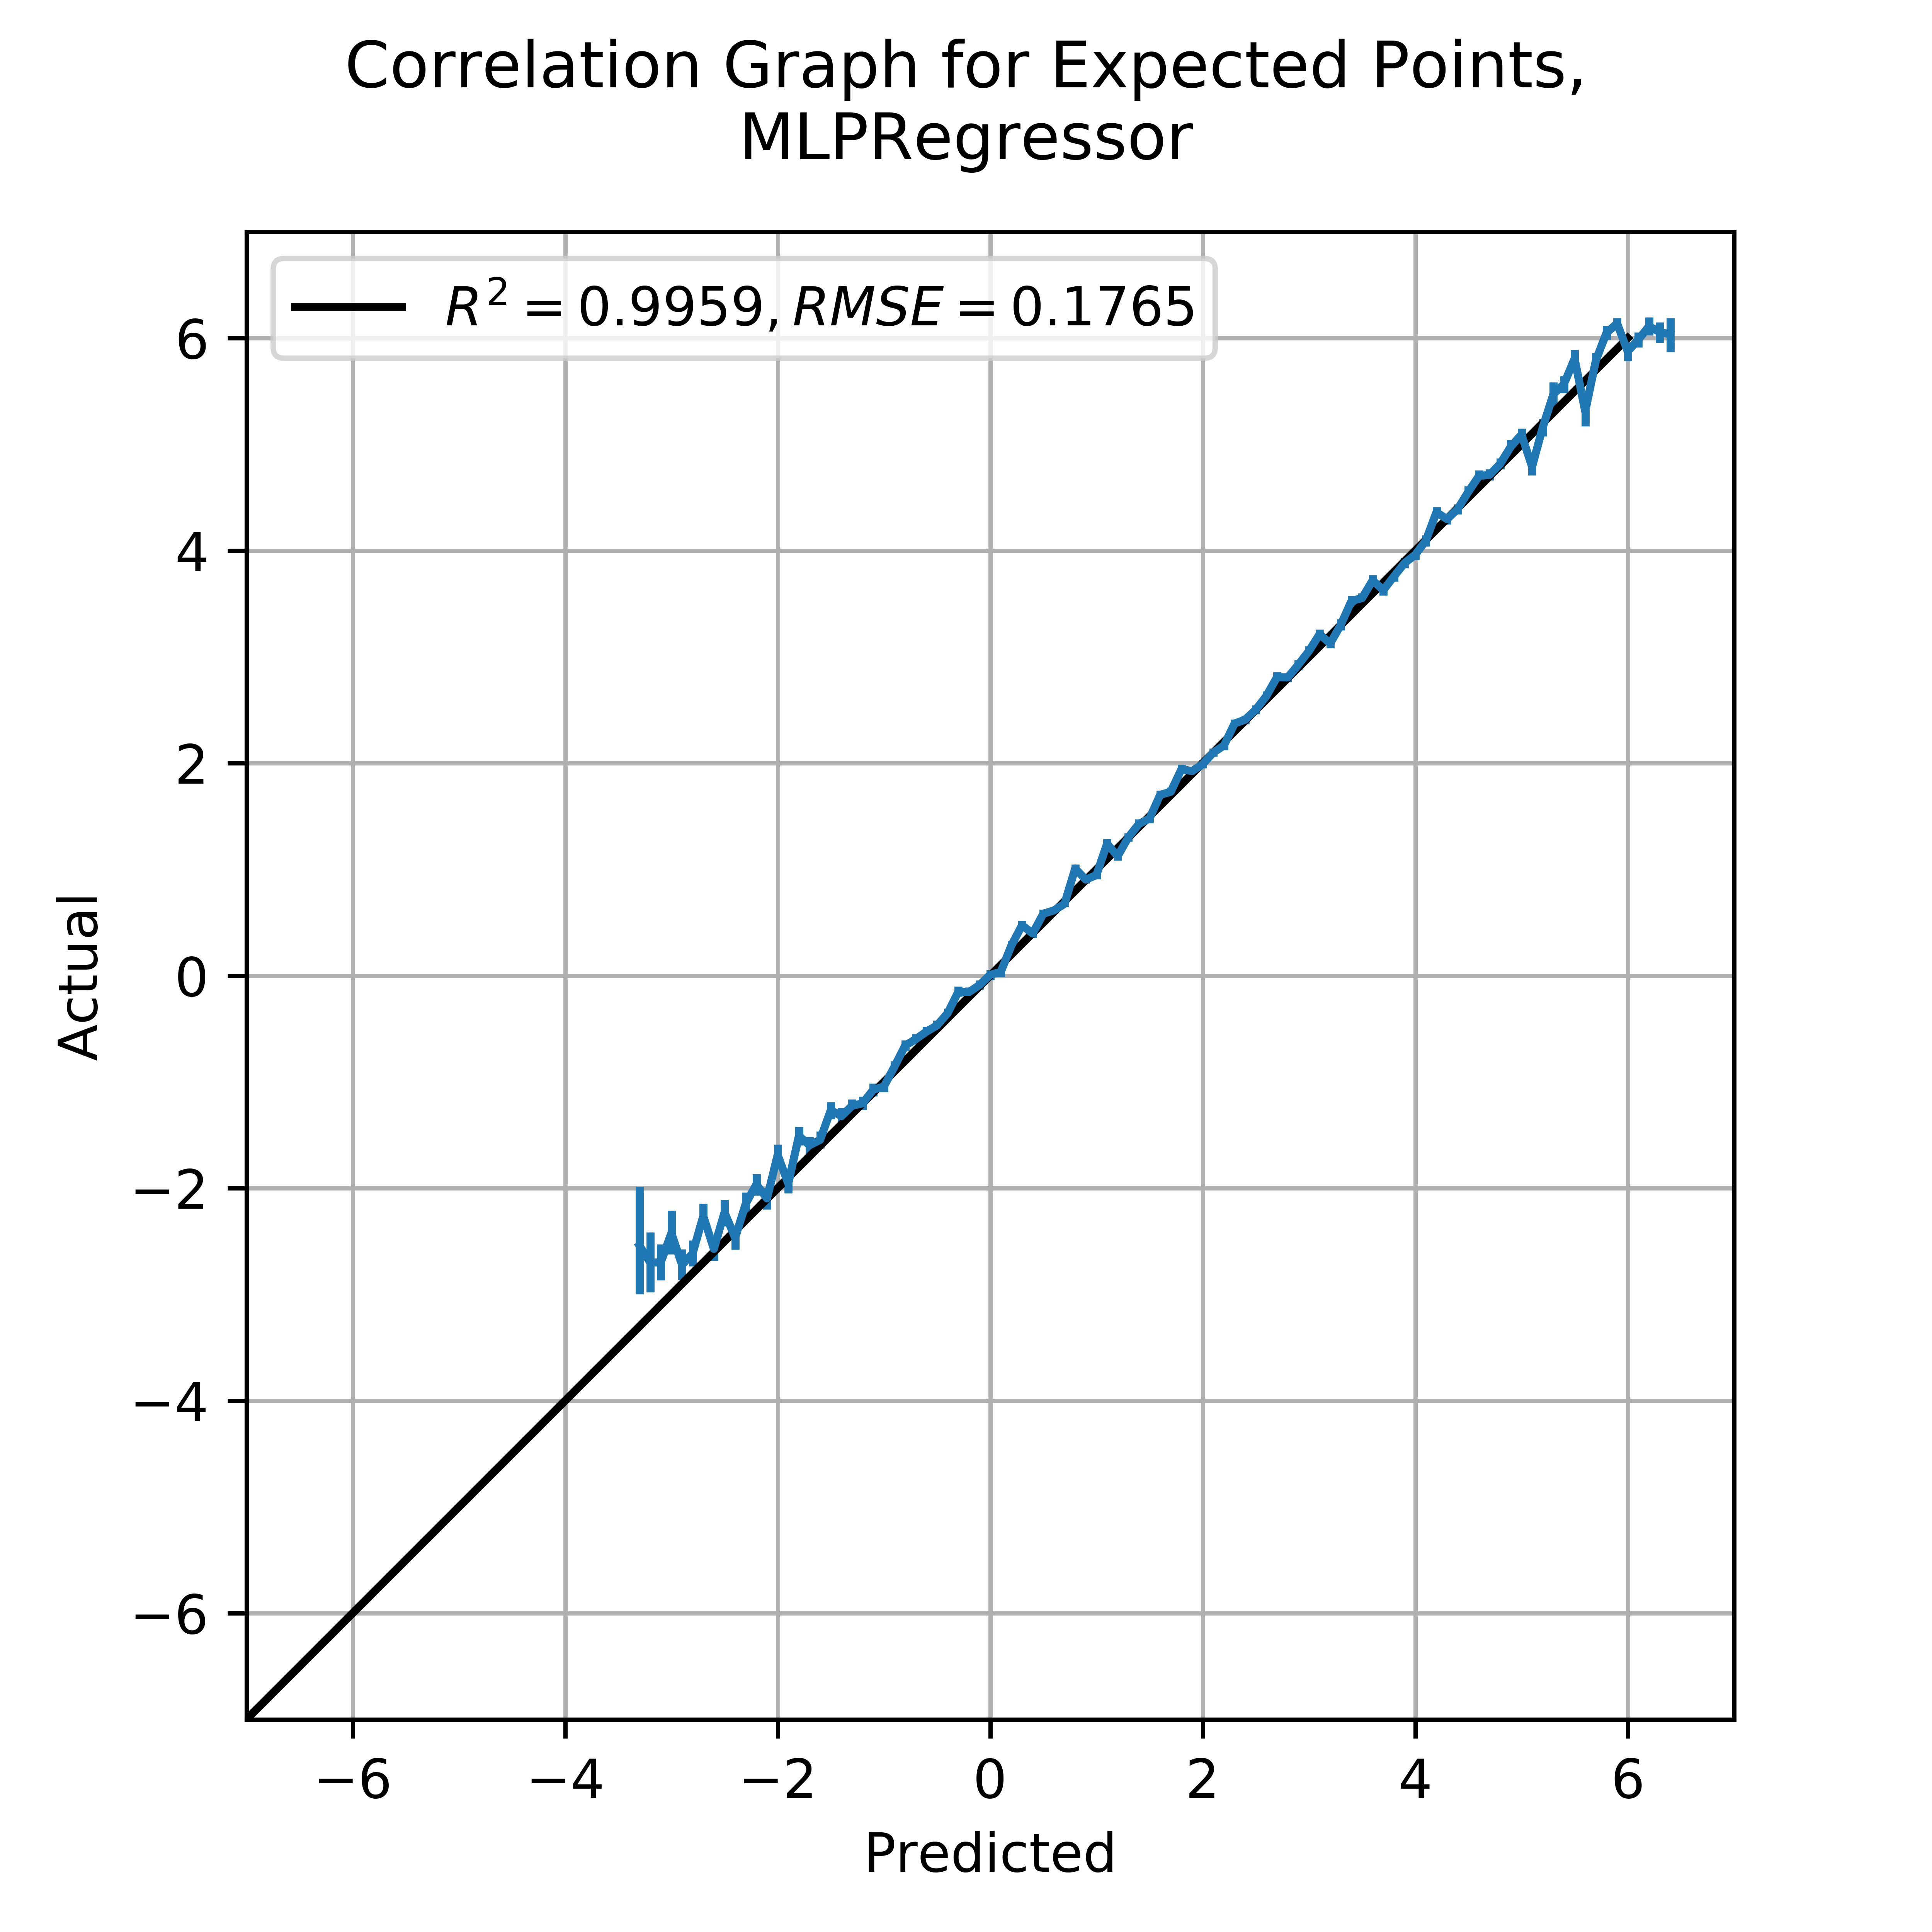 Correlation Graph for Expected Points,
MLPRegressor
R² = 0.9959, RMSE = 0.1765
6
4
2
0
−2
−4
−6
Actual
−6 −4 −2 0 2 4 6
Predicted